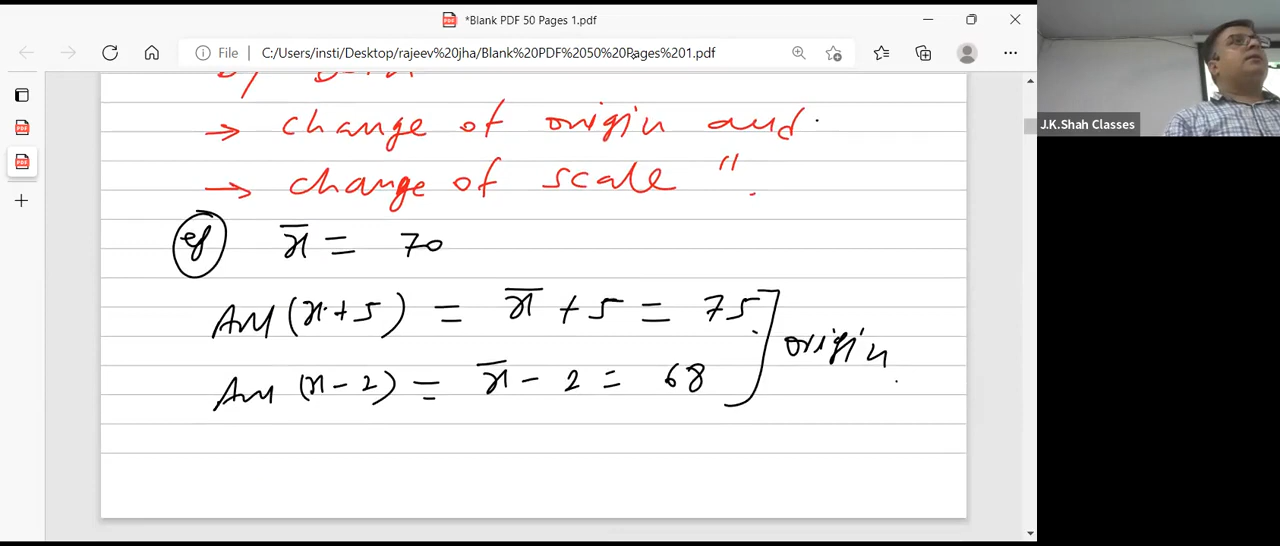 *Blank PDF 50 Pages 1.pdf
File C:/Users/insti/Desktop/rajeev%20jha/Blank%20PDF%2050%20Pages%201.pdf
J.K.Shah Classes
→ change of origin and
→ change of scale ".
eg x̄ = 70
AM (x+5) = x̄ + 5 = 75
AM (x-2) = x̄ - 2 = 68
origin